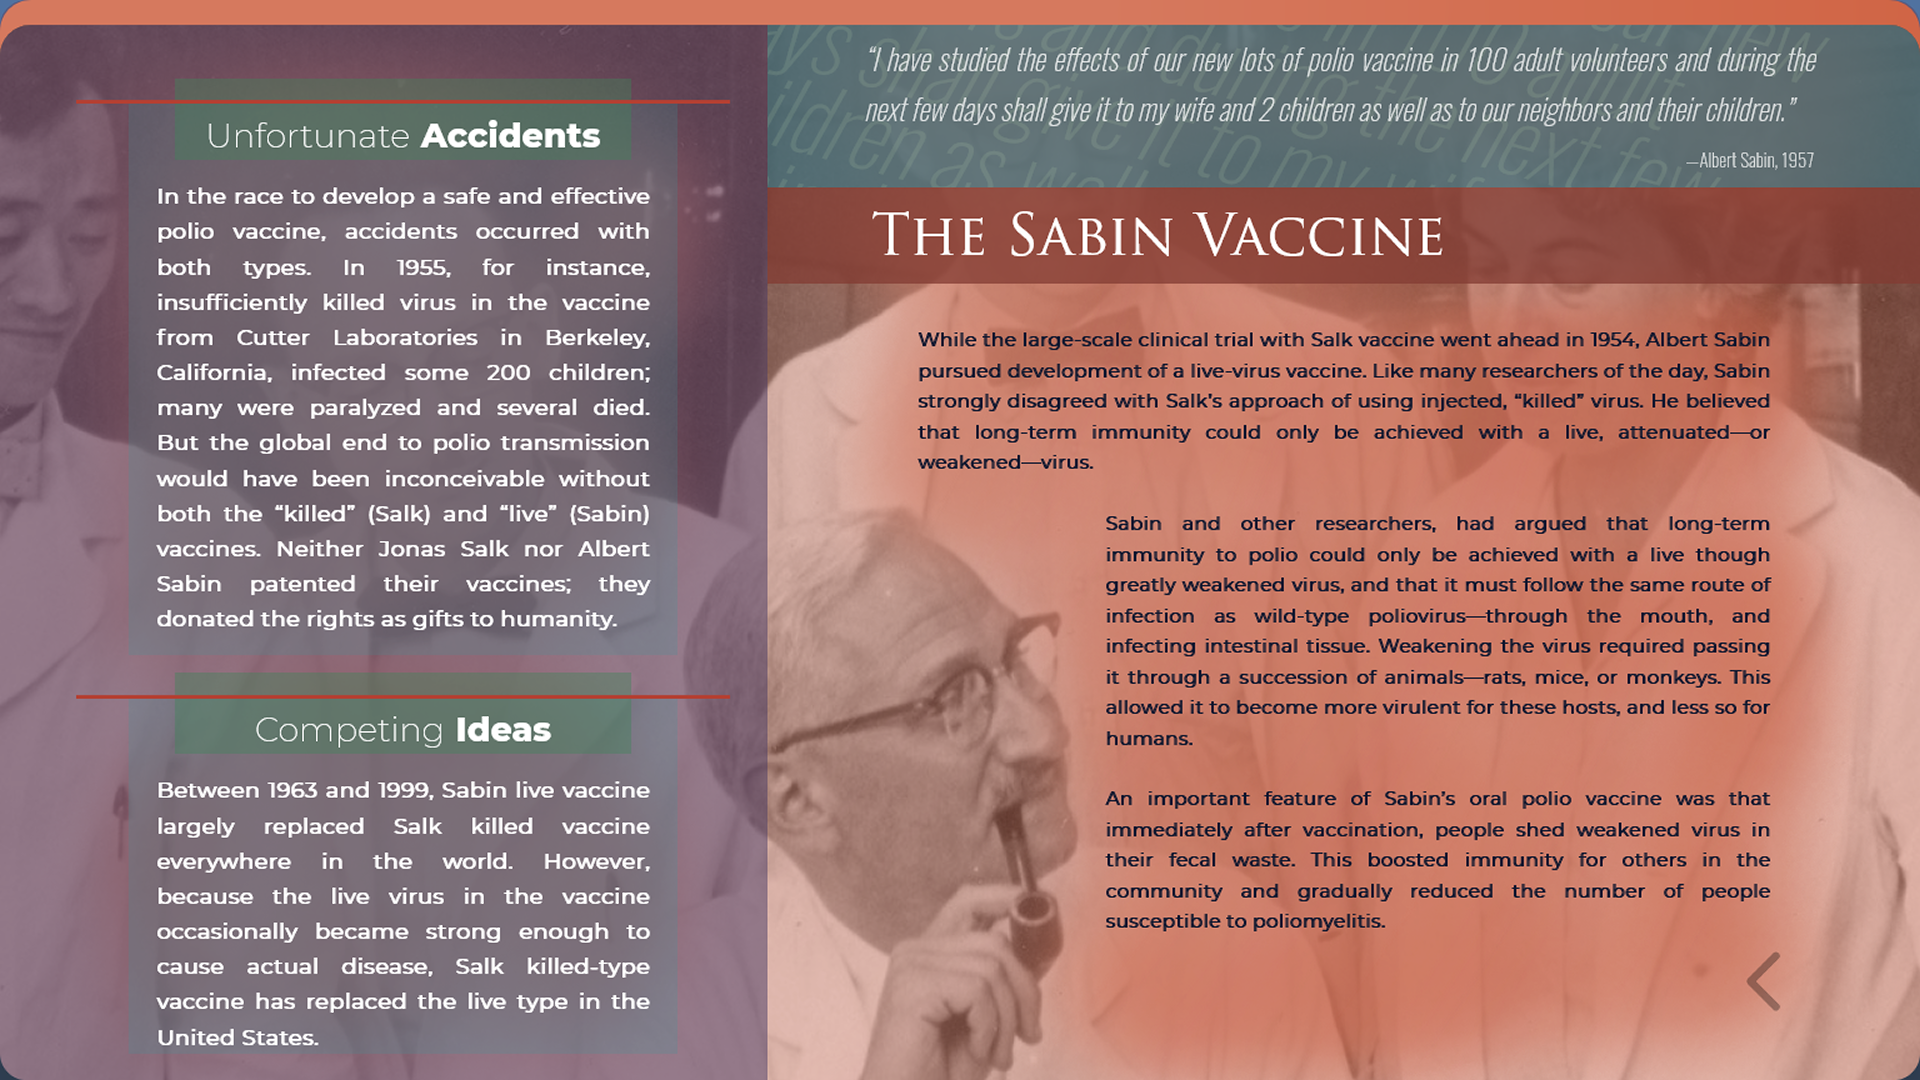 Unfortunate Accidents
In the race to develop a safe and effective
polio vaccine, accidents occurred with
both types. In 1955, for instance,
insufficiently killed virus in the vaccine
from Cutter Laboratories in Berkeley,
California, infected some 200 children;
many were paralyzed and several died.
But the global end to polio transmission
would have been inconceivable without
both the “killed” (Salk) and “live” (Sabin)
vaccines. Neither Jonas Salk nor Albert
Sabin patented their vaccines; they
donated the rights as gifts to humanity.
Competing Ideas
Between 1963 and 1999, Sabin live vaccine
largely replaced Salk killed vaccine
everywhere in the world. However,
because the live virus in the vaccine
occasionally became strong enough to
cause actual disease, Salk killed-type
vaccine has replaced the live type in the
United States.
“I have studied the effects of our new lots of polio vaccine in 100 adult volunteers and during the
next few days shall give it to my wife and 2 children as well as to our neighbors and their children.”
—Albert Sabin, 1957
The Sabin Vaccine
While the large-scale clinical trial with Salk vaccine went ahead in 1954, Albert Sabin
pursued development of a live-virus vaccine. Like many researchers of the day, Sabin
strongly disagreed with Salk’s approach of using injected, “killed” virus. He believed
that long-term immunity could only be achieved with a live, attenuated—or
weakened—virus.
Sabin and other researchers, had argued that long-term
immunity to polio could only be achieved with a live though
greatly weakened virus, and that it must follow the same route of
infection as wild-type poliovirus—through the mouth, and
infecting intestinal tissue. Weakening the virus required passing
it through a succession of animals—rats, mice, or monkeys. This
allowed it to become more virulent for these hosts, and less so for
humans.
An important feature of Sabin’s oral polio vaccine was that
immediately after vaccination, people shed weakened virus in
their fecal waste. This boosted immunity for others in the
community and gradually reduced the number of people
susceptible to poliomyelitis.